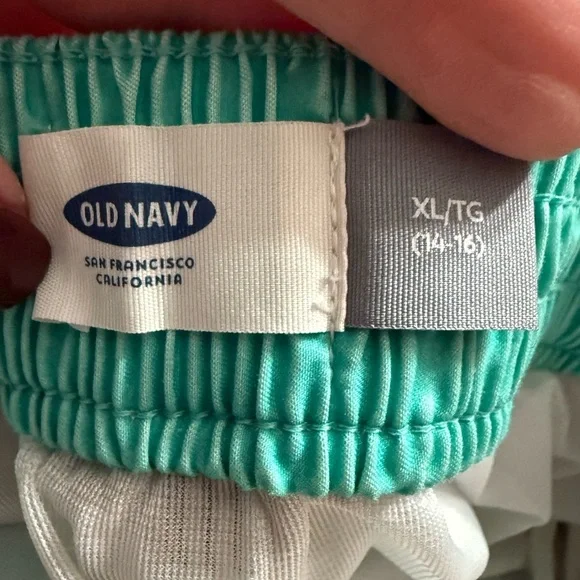 OLD NAVY
SAN FRANCISCO
CALIFORNIA
XL/TG
(14-16)